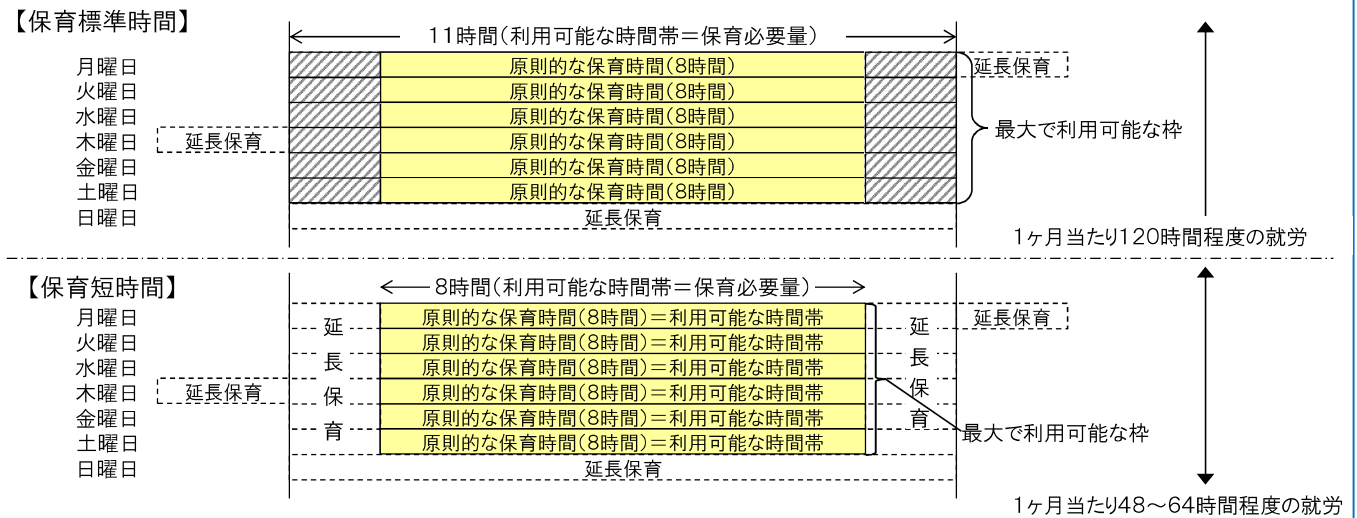 【保育標準時間】
11時間(利用可能な時間帯＝保育必要量)
月曜日 原則的な保育時間(8時間) 延長保育
火曜日 原則的な保育時間(8時間)
水曜日 原則的な保育時間(8時間)
木曜日 延長保育 原則的な保育時間(8時間) 最大で利用可能な枠
金曜日 原則的な保育時間(8時間)
土曜日 原則的な保育時間(8時間)
日曜日 延長保育
1ヶ月当たり120時間程度の就労
【保育短時間】
8時間(利用可能な時間帯＝保育必要量)
月曜日 原則的な保育時間(8時間)＝利用可能な時間帯 延長保育
火曜日 原則的な保育時間(8時間)＝利用可能な時間帯
水曜日 原則的な保育時間(8時間)＝利用可能な時間帯
木曜日 延長保育 原則的な保育時間(8時間)＝利用可能な時間帯
金曜日 原則的な保育時間(8時間)＝利用可能な時間帯
土曜日 原則的な保育時間(8時間)＝利用可能な時間帯
日曜日 延長保育
延長保育
延長保育
最大で利用可能な枠
1ヶ月当たり48～64時間程度の就労